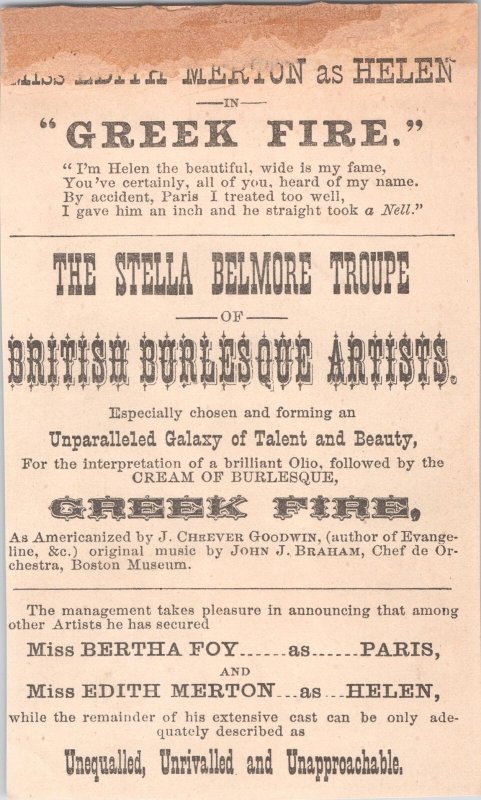 MISS EDITH MERTON as HELEN
—IN—
"GREEK FIRE."
"I'm Helen the beautiful, wide is my fame,
You've certainly, all of you, heard of my name.
By accident, Paris I treated too well,
I gave him an inch and he straight took a Nell."
THE STELLA BELMORE TROUPE
—OF—
BRITISH BURLESQUE ARTISTS.
Especially chosen and forming an
Unparalleled Galaxy of Talent and Beauty,
For the interpretation of a brilliant Olio, followed by the
CREAM OF BURLESQUE,
GREEK FIRE,
As Americanized by J. CHEEVER GOODWIN, (author of Evange-
line, &c.) original music by JOHN J. BRAHAM, Chef de Or-
chestra, Boston Museum.
The management takes pleasure in announcing that among
other Artists he has secured
Miss BERTHA FOY......as......PARIS,
AND
Miss EDITH MERTON...as...HELEN,
while the remainder of his extensive cast can be only ade-
quately described as
Unequalled, Unrivalled and Unapproachable.